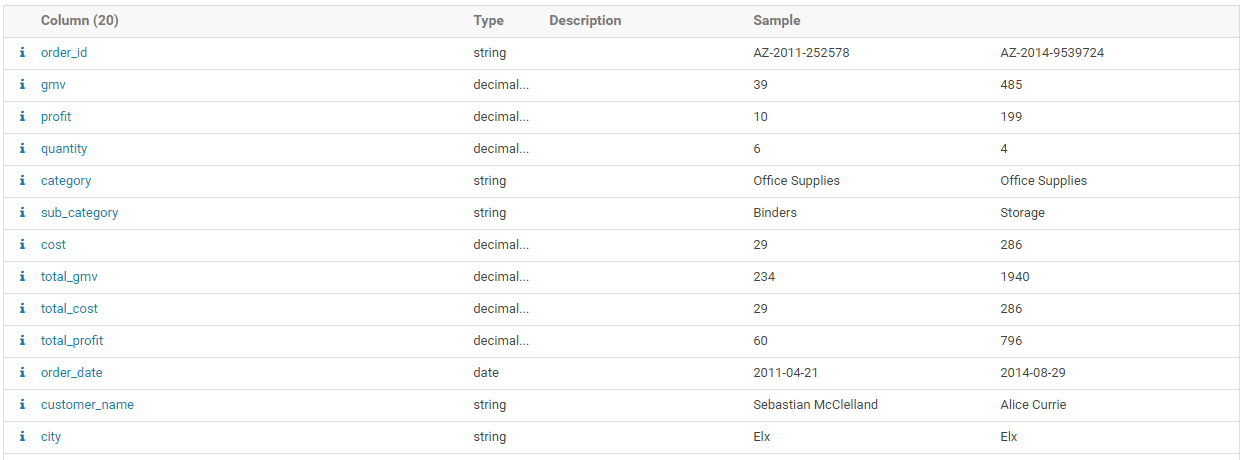 Column (20) Type Description Sample
i order_id string AZ-2011-252578 AZ-2014-9539724
i gmv decimal... 39 485
i profit decimal... 10 199
i quantity decimal... 6 4
i category string Office Supplies Office Supplies
i sub_category string Binders Storage
i cost decimal... 29 286
i total_gmv decimal... 234 1940
i total_cost decimal... 29 286
i total_profit decimal... 60 796
i order_date date 2011-04-21 2014-08-29
i customer_name string Sebastian McClelland Alice Currie
i city string Elx Elx